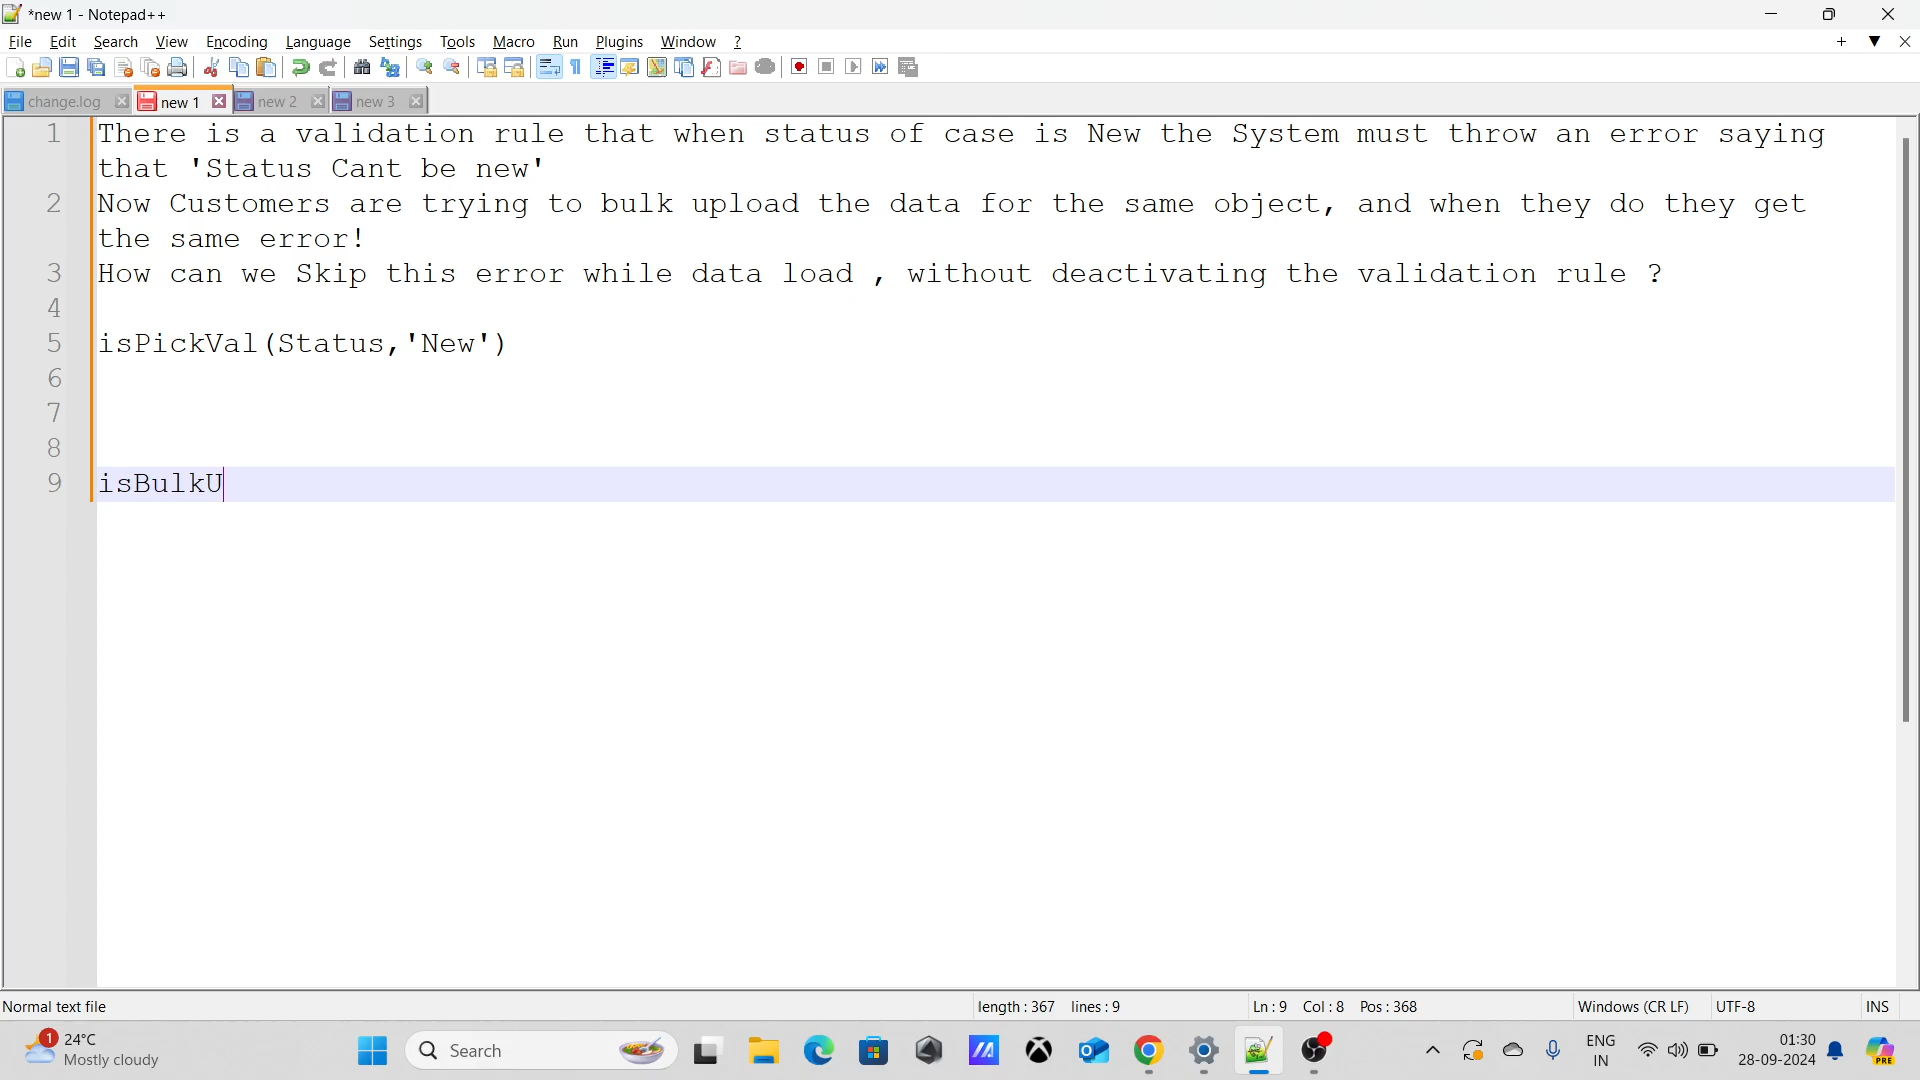 *new 1 - Notepad++
File Edit Search View Encoding Language Settings Tools Macro Run Plugins Window ?
change.log new 1 new 2 new 3
1 There is a validation rule that when status of case is New the System must throw an error saying
that 'Status Cant be new'
2 Now Customers are trying to bulk upload the data for the same object, and when they do they get
the same error!
3 How can we Skip this error while data load , without deactivating the validation rule ?
4
5 isPickVal(Status,'New')
6
7
8
9 isBulkU
Normal text file length : 367 lines : 9 Ln : 9 Col : 8 Pos : 368 Windows (CR LF) UTF-8 INS
1 24°C
Mostly cloudy
Search
ENG
IN
01:30
28-09-2024
PRE